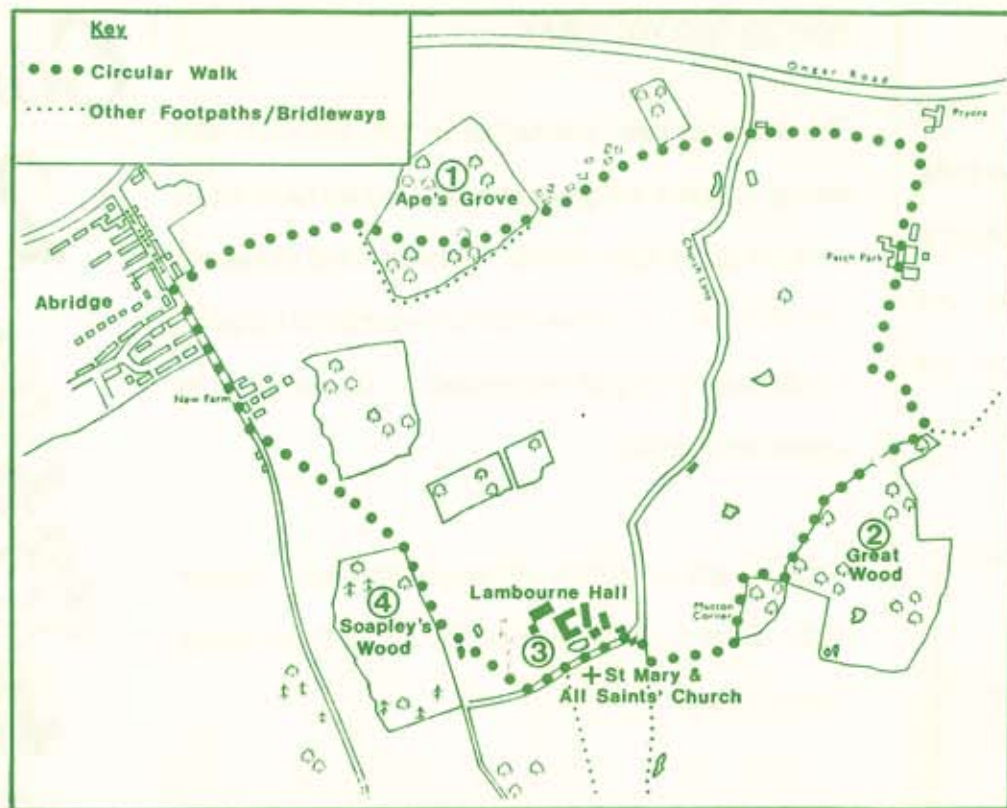 Key
Circular Walk
Other Footpaths/Bridleways
Ongar Road
Pryors
1
Ape's Grove
Patch Park
Church Lane
Abridge
New Farm
2
Great
Wood
4
Soapley's
Wood
Lambourne Hall
3
Mutton
Corner
St Mary &
All Saints' Church